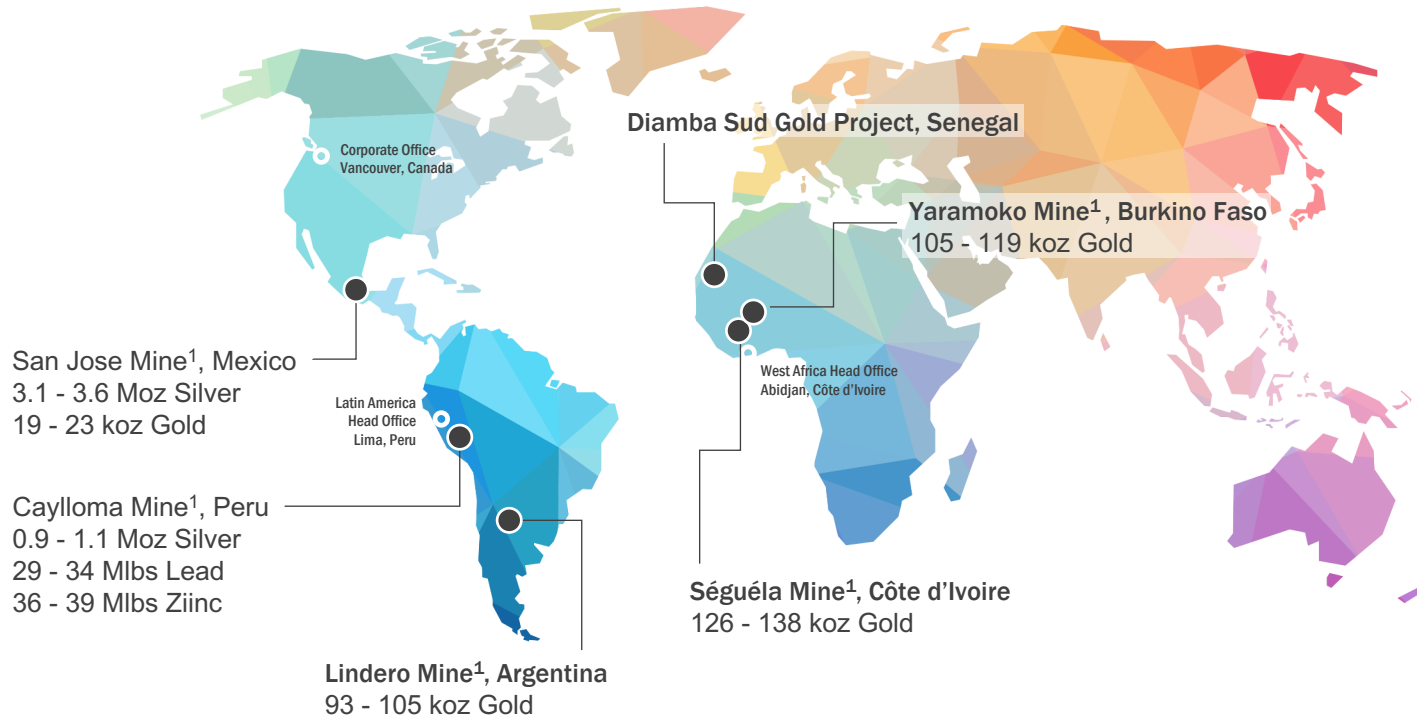 Corporate Office
Vancouver, Canada
Diamba Sud Gold Project, Senegal
Yaramoko Mine¹ , Burkino Faso
105 - 119 koz Gold
San Jose Mine¹, Mexico
3.1 - 3.6 Moz Silver
19 - 23 koz Gold
West Africa Head Office
Abidjan, Côte d’Ivoire
Latin America
Head Office
Lima, Peru
Caylloma Mine¹, Peru
0.9 - 1.1 Moz Silver
29 - 34 Mlbs Lead
36 - 39 Mlbs Ziinc
Séguéla Mine¹, Côte d’Ivoire
126 - 138 koz Gold
Lindero Mine¹, Argentina
93 - 105 koz Gold